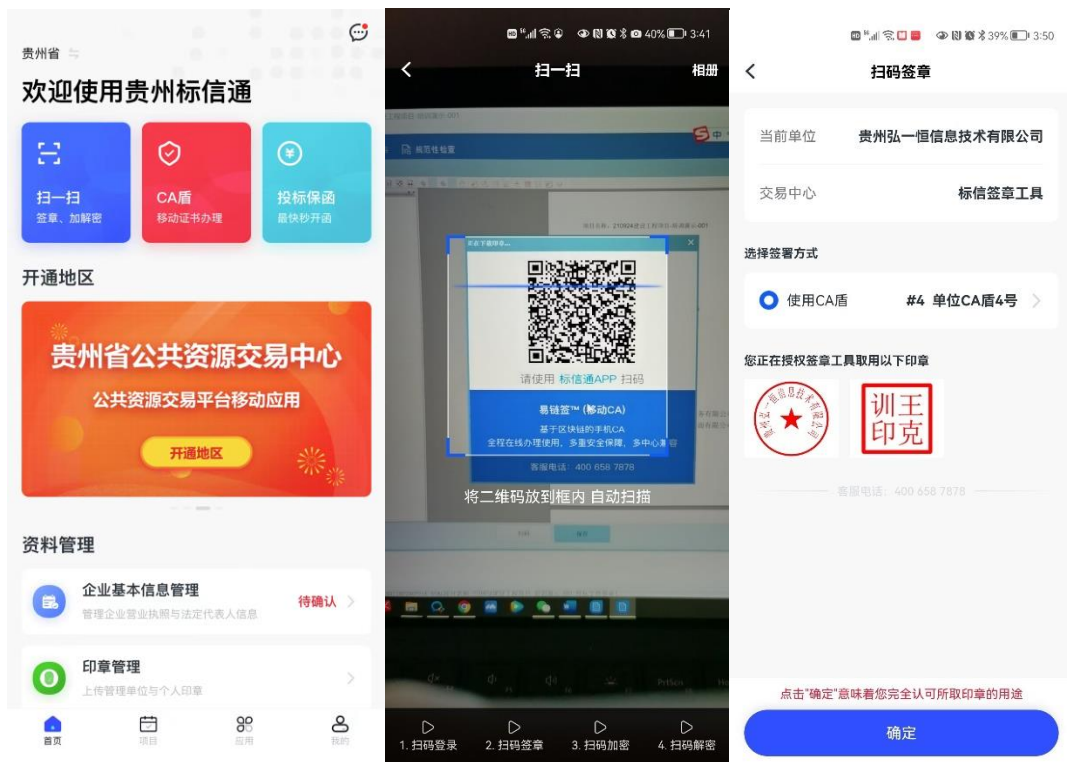 贵州省
欢迎使用贵州标信通
扫一扫
签章、加解密
CA盾
移动证书办理
投标保函
最快秒开函
开通地区
贵州省公共资源交易中心
公共资源交易平台移动应用
开通地区
资料管理
企业基本信息管理
管理企业营业执照与法定代表人信息
待确认
印章管理
上传管理单位与个人印章
首页
项目
应用
我的
40%
3:41
扫一扫
相册
规范性检查
中
请使用 标信通APP 扫码
易链签™ (移动CA)
基于区块链的手机CA
全程在线办理使用、多重安全保障、多中心兼容
客服电话：400 658 7878
将二维码放到框内 自动扫描
PrtScn
1. 扫码登录
2. 扫码签章
3. 扫码加密
4. 扫码解密
39%
3:50
扫码签章
当前单位
贵州弘一恒信息技术有限公司
交易中心
标信签章工具
选择签署方式
使用CA盾
#4 单位CA盾4号
您正在授权签章工具取用以下印章
训王
印克
客服电话：400 658 7878
点击"确定"意味着您完全认可所取印章的用途
确定